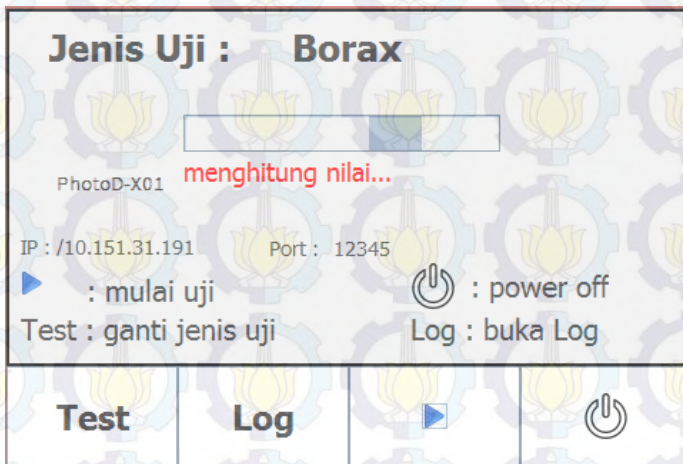 Jenis Uji : Borax
menghitung nilai...
PhotoD-X01
IP : /10.151.31.191 Port : 12345
: mulai uji : power off
Test : ganti jenis uji Log : buka Log
Test Log